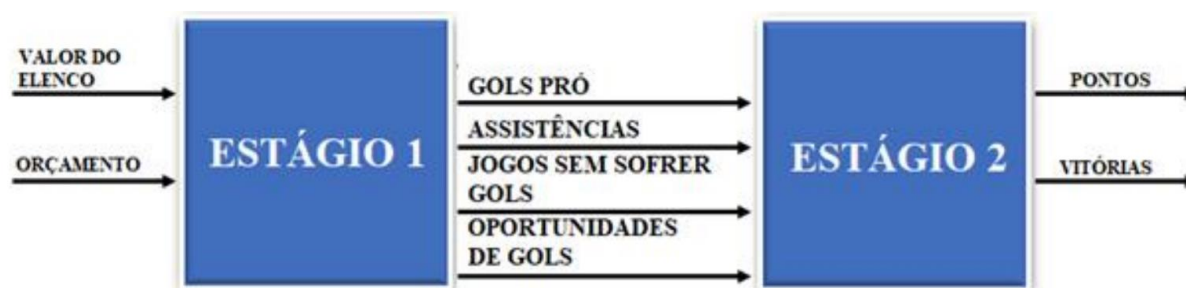 VALOR DO
ELENCO
ORÇAMENTO
ESTÁGIO 1
GOLS PRÓ
ASSISTÊNCIAS
JOGOS SEM SOFRER
GOLS
OPORTUNIDADES
DE GOLS
ESTÁGIO 2
PONTOS
VITÓRIAS